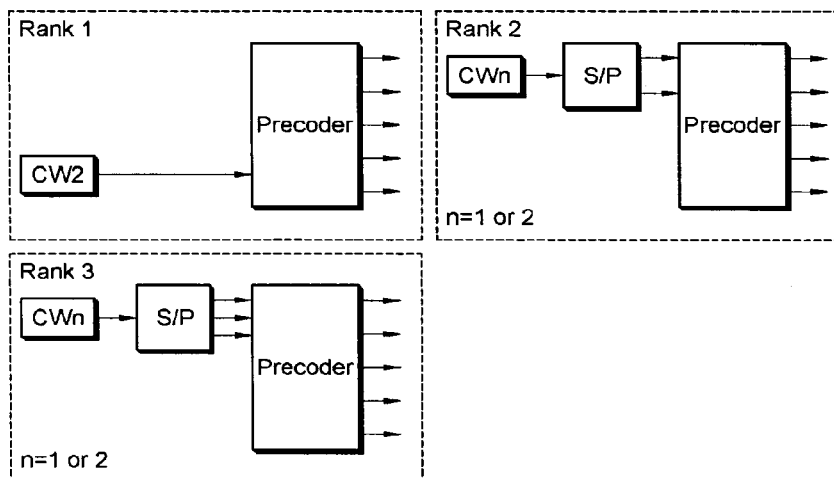 Rank 1
Precoder
CW2
Rank 2
CWn
S/P
Precoder
n=1 or 2
Rank 3
CWn
S/P
Precoder
n=1 or 2